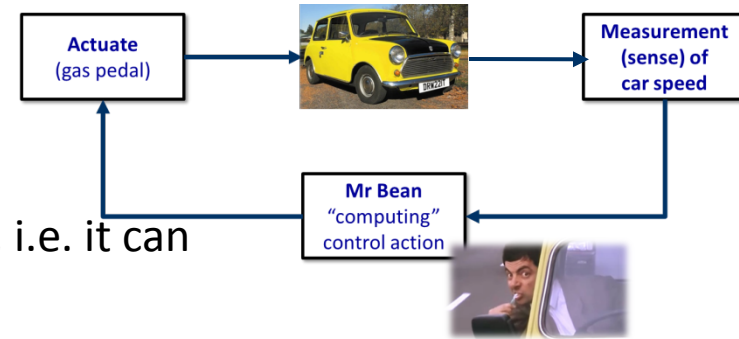 Actuate
(gas pedal)
Measurement
(sense) of
car speed
Mr Bean
“computing”
control action
i.e. it can